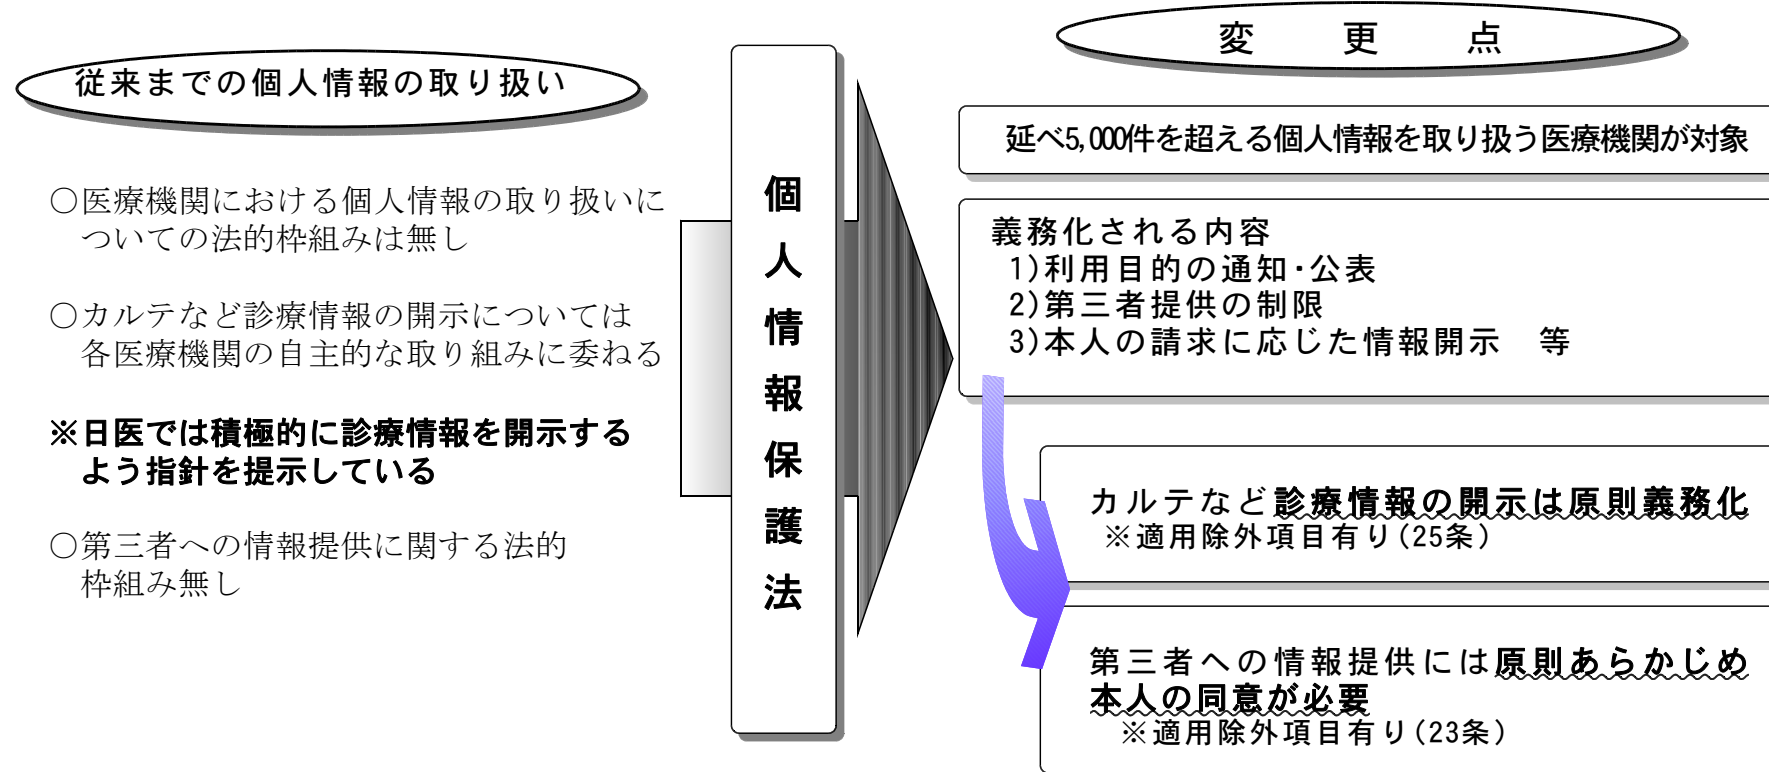 従来までの個人情報の取り扱い
○医療機関における個人情報の取り扱いに
ついての法的枠組みは無し
○カルテなど診療情報の開示については
各医療機関の自主的な取り組みに委ねる
※日医では積極的に診療情報を開示する
よう指針を提示している
○第三者への情報提供に関する法的
枠組み無し
個人情報保護法
変更点
延べ5,000件を超える個人情報を取り扱う医療機関が対象
義務化される内容
1)利用目的の通知・公表
2)第三者提供の制限
3)本人の請求に応じた情報開示　等
カルテなど診療情報の開示は原則義務化
※適用除外項目有り(25条)
第三者への情報提供には原則あらかじめ
本人の同意が必要
※適用除外項目有り(23条)